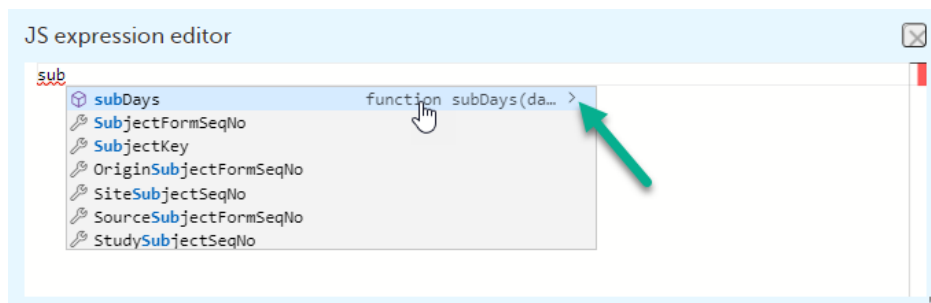 JS expression editor
sub
subDays function subDays(da… >
SubjectFormSeqNo
SubjectKey
OriginSubjectFormSeqNo
SiteSubjectSeqNo
SourceSubjectFormSeqNo
StudySubjectSeqNo